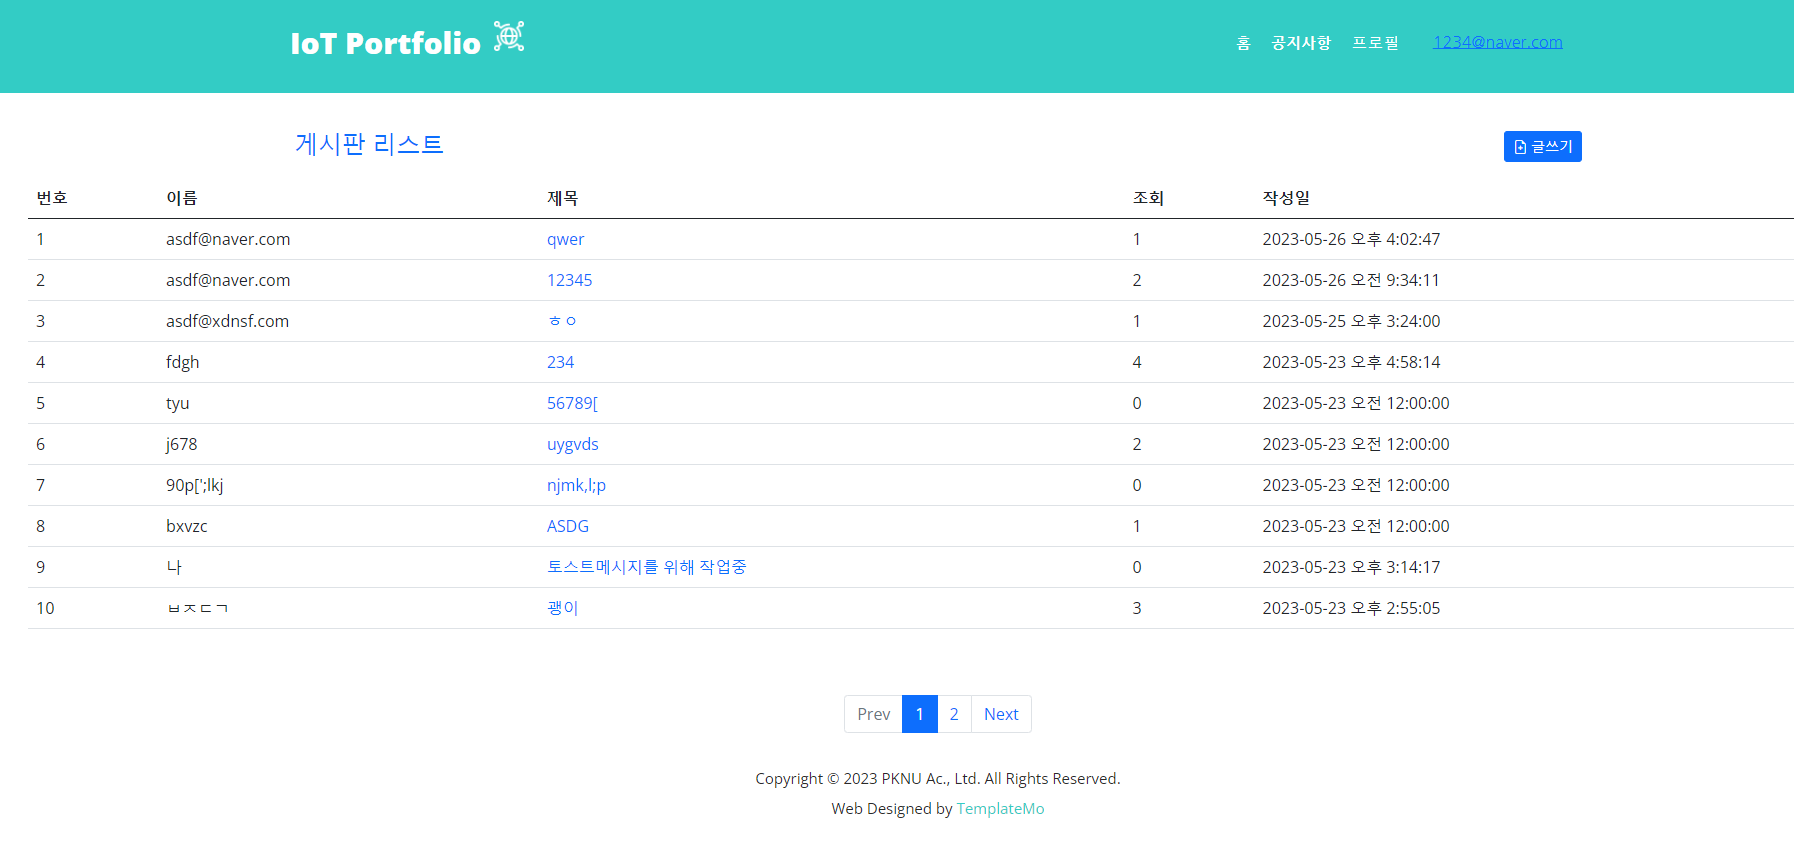 IoT Portfolio 홈 공지사항 프로필 1234@naver.com
게시판 리스트 글쓰기
번호 이름 제목 조회 작성일
1 asdf@naver.com qwer 1 2023-05-26 오후 4:02:47
2 asdf@naver.com 12345 2 2023-05-26 오전 9:34:11
3 asdf@xdnsf.com ㅎㅇ 1 2023-05-25 오후 3:24:00
4 fdgh 234 4 2023-05-23 오후 4:58:14
5 tyu 56789[ 0 2023-05-23 오전 12:00:00
6 j678 uygvds 2 2023-05-23 오전 12:00:00
7 90p[';lkj njmk,l;p 0 2023-05-23 오전 12:00:00
8 bxvzc ASDG 1 2023-05-23 오전 12:00:00
9 나 토스트메시지를 위해 작업중 0 2023-05-23 오후 3:14:17
10 ㅂㅈㄷㄱ 괭이 3 2023-05-23 오후 2:55:05
Prev 1 2 Next
Copyright © 2023 PKNU Ac., Ltd. All Rights Reserved.
Web Designed by TemplateMo